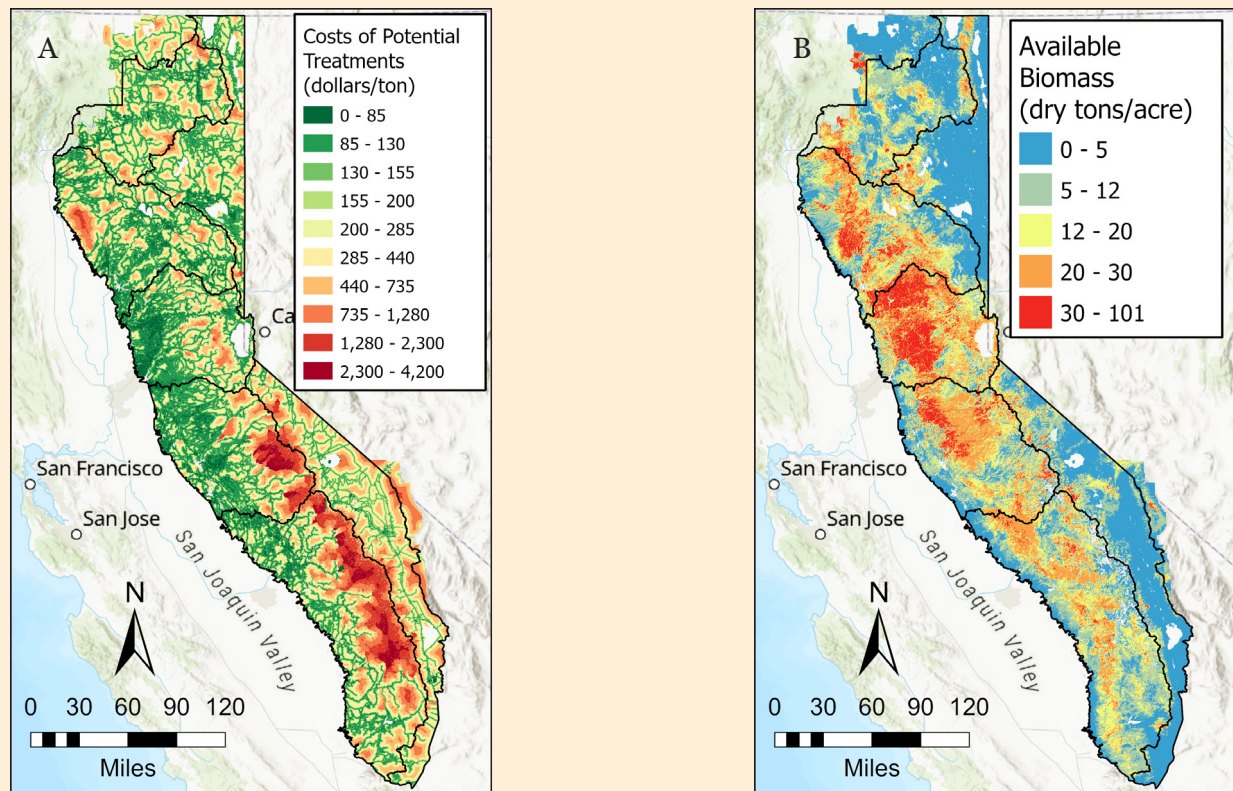 A
Costs of Potential
Treatments
(dollars/ton)
0 - 85
85 - 130
130 - 155
155 - 200
200 - 285
285 - 440
440 - 735
735 - 1,280
1,280 - 2,300
2,300 - 4,200
Ca
San Francisco
San Jose
San Joaquin Valley
N
0 30 60 90 120
Miles
B
Available
Biomass
(dry tons/acre)
0 - 5
5 - 12
12 - 20
20 - 30
30 - 101
San Francisco
San Jose
San Joaquin Valley
N
0 30 60 90 120
Miles